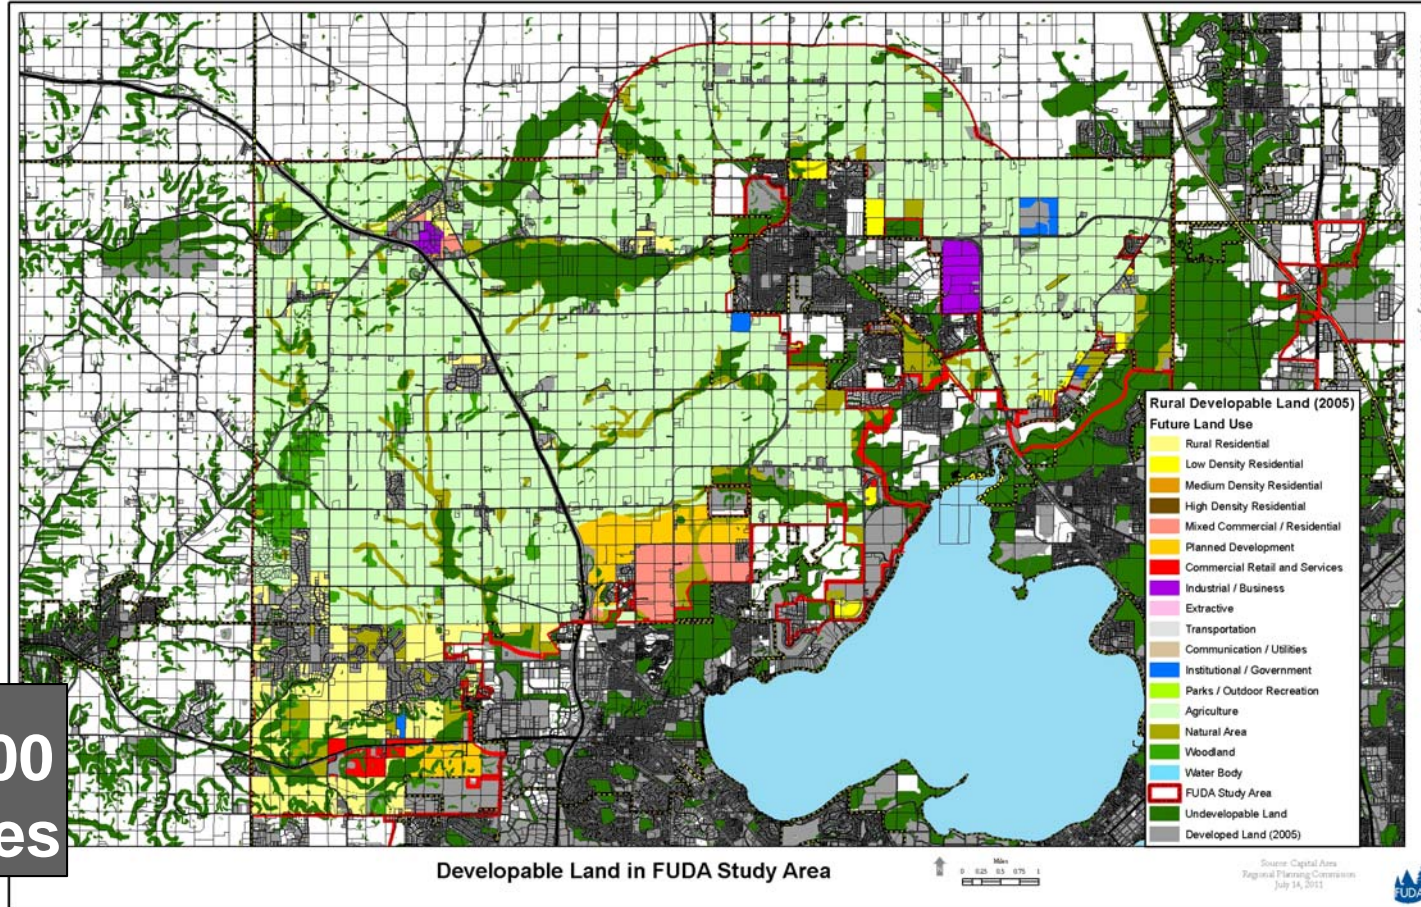 Rural Developable Land (2005)
Future Land Use
Rural Residential
Low Density Residential
Medium Density Residential
High Density Residential
Mixed Commercial / Residential
Planned Development
Commercial Retail and Services
Industrial / Business
Extractive
Transportation
Communication / Utilities
Institutional / Government
Parks / Outdoor Recreation
Agriculture
Natural Area
Woodland
Water Body
FUDA Study Area
Undevelopable Land
Developed Land (2005)
00
es
Developable Land in FUDA Study Area
Miles
0 0.25 0.5 0.75 1
Source: Capital Area
Regional Planning Commission
July 14, 2011
FUDA